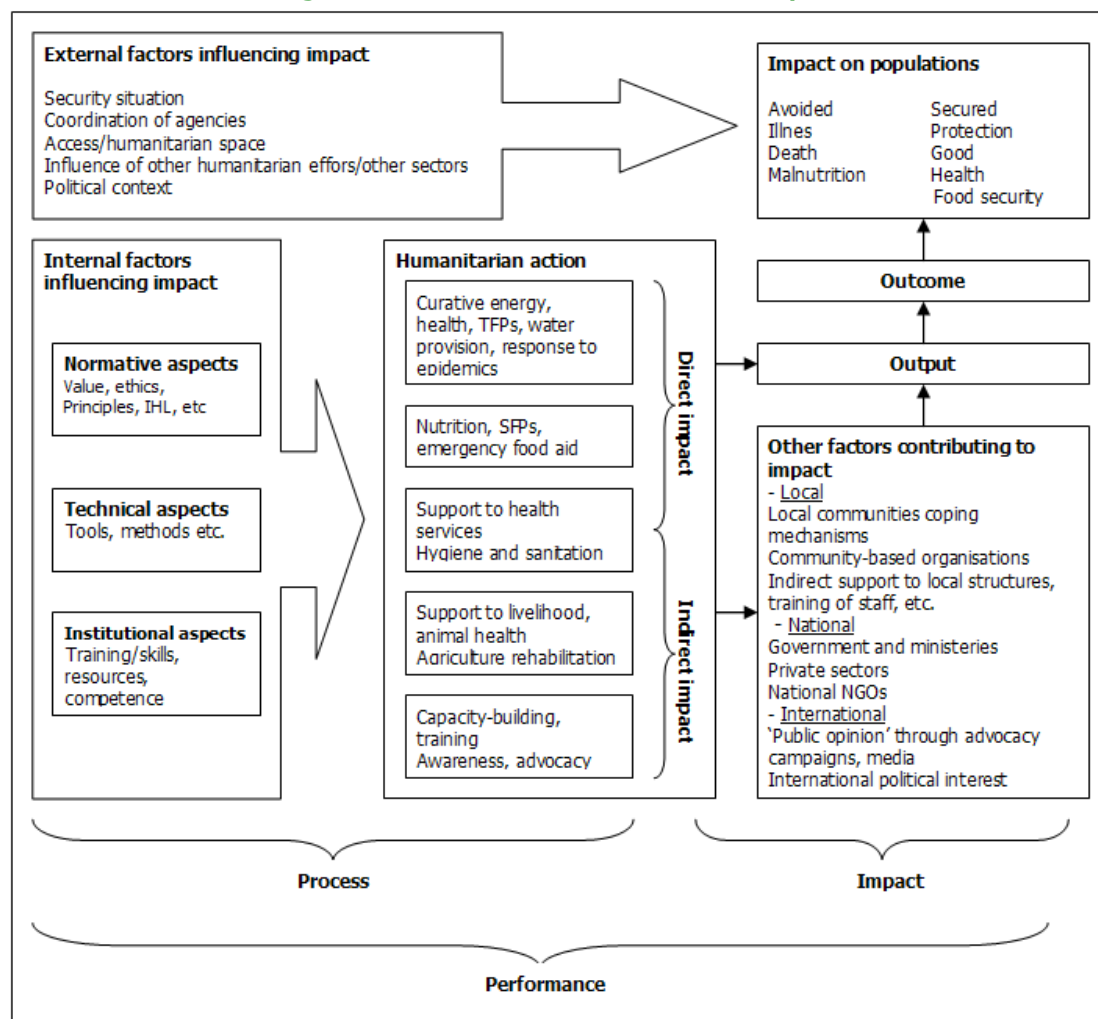 External factors influencing impact
Security situation
Coordination of agencies
Access/humanitarian space
Influence of other humanitarian effors/other sectors
Political context
Impact on populations
Avoided
Illnes
Death
Malnutrition
Secured
Protection
Good
Health
Food security
Internal factors
influencing impact
Normative aspects
Value, ethics,
Principles, IHL, etc
Technical aspects
Tools, methods etc.
Institutional aspects
Training/skills,
resources,
competence
Humanitarian action
Curative energy,
health, TFPs, water
provision, response to
epidemics
Nutrition, SFPs,
emergency food aid
Support to health
services
Hygiene and sanitation
Support to livelihood,
animal health
Agriculture rehabilitation
Capacity-building,
training
Awareness, advocacy
Direct impact
Indirect impact
Outcome
Output
Other factors contributing to
impact
- Local
Local communities coping
mechanisms
Community-based organisations
Indirect support to local structures,
training of staff, etc.
- National
Government and ministeries
Private sectors
National NGOs
- International
‘Public opinion’ through advocacy
campaigns, media
International political interest
Process
Impact
Performance